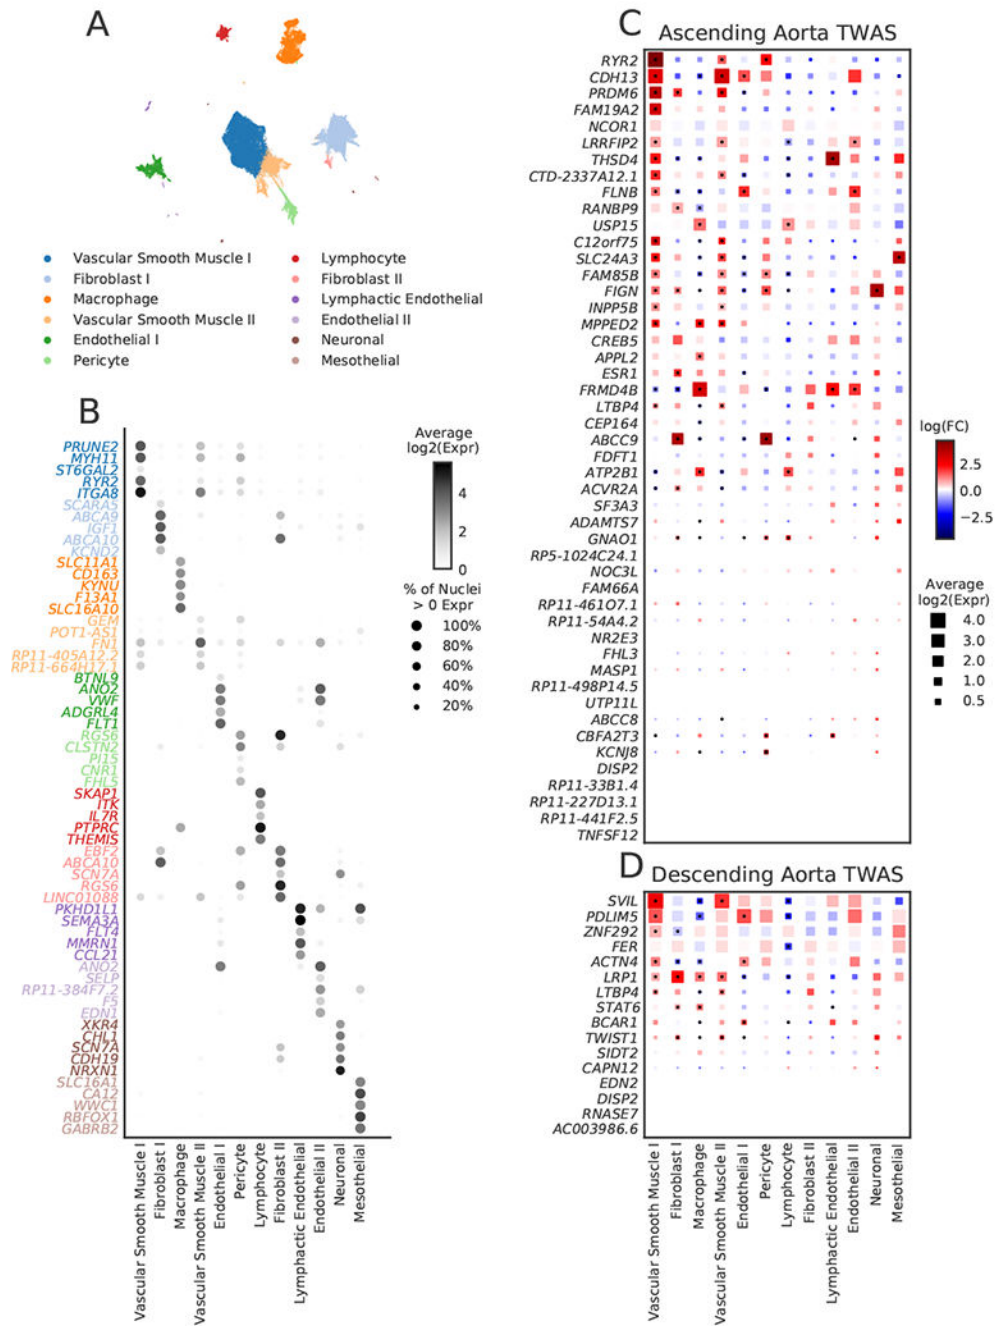 A
Vascular Smooth Muscle I
Fibroblast I
Macrophage
Vascular Smooth Muscle II
Endothelial I
Pericyte
Lymphocyte
Fibroblast II
Lymphactic Endothelial
Endothelial II
Neuronal
Mesothelial
B
PRUNE2
MYH11
ST6GAL2
RYR2
ITGA8
SCARA5
ABCA9
IGF1
ABCA10
KCND2
SLC11A1
CD163
KYNU
F13A1
SLC16A10
GEM
POT1-AS1
FN1
RP11-405A12.2
RP11-664H17.1
BTNL9
ANO2
VWF
ADGRL4
FLT1
RGS6
CLSTN2
PI15
CNR1
FHL5
SKAP1
ITK
IL7R
PTPRC
THEMIS
EBF2
ABCA10
SCN7A
RGS6
LINC01088
PKHD1L1
SEMA3A
FLT4
MMRN1
CCL21
ANO2
SELP
RP11-384F7.2
F5
EDN1
XKR4
CHL1
SCN7A
CDH19
NRXN1
SLC16A1
CA12
WWC1
RBFOX1
GABRB2
Vascular Smooth Muscle I
Fibroblast I
Macrophage
Vascular Smooth Muscle II
Endothelial I
Pericyte
Lymphocyte
Fibroblast II
Lymphactic Endothelial
Endothelial II
Neuronal
Mesothelial
Average
log2(Expr)
4
2
0
% of Nuclei
> 0 Expr
100%
80%
60%
40%
20%
C
Ascending Aorta TWAS
RYR2
CDH13
PRDM6
FAM19A2
NCOR1
LRRFIP2
THSD4
CTD-2337A12.1
FLNB
RANBP9
USP15
C12orf75
SLC24A3
FAM85B
FIGN
INPP5B
MPPED2
CREB5
APPL2
ESR1
FRMD4B
LTBP4
CEP164
ABCC9
FDFT1
ATP2B1
ACVR2A
SF3A3
ADAMTS7
GNAO1
RP5-1024C24.1
NOC3L
FAM66A
RP11-461O7.1
RP11-54A4.2
NR2E3
FHL3
MASP1
RP11-498P14.5
UTP11L
ABCC8
CBFA2T3
KCNJ8
DISP2
RP11-33B1.4
RP11-227D13.1
RP11-441F2.5
TNFSF12
log(FC)
2.5
0.0
−2.5
Average
log2(Expr)
4.0
3.0
2.0
1.0
0.5
D
Descending Aorta TWAS
SVIL
PDLIM5
ZNF292
FER
ACTN4
LRP1
LTBP4
STAT6
BCAR1
TWIST1
SIDT2
CAPN12
EDN2
DISP2
RNASE7
AC003986.6
Vascular Smooth Muscle I
Fibroblast I
Macrophage
Vascular Smooth Muscle II
Endothelial I
Pericyte
Lymphocyte
Fibroblast II
Lymphactic Endothelial
Endothelial II
Neuronal
Mesothelial